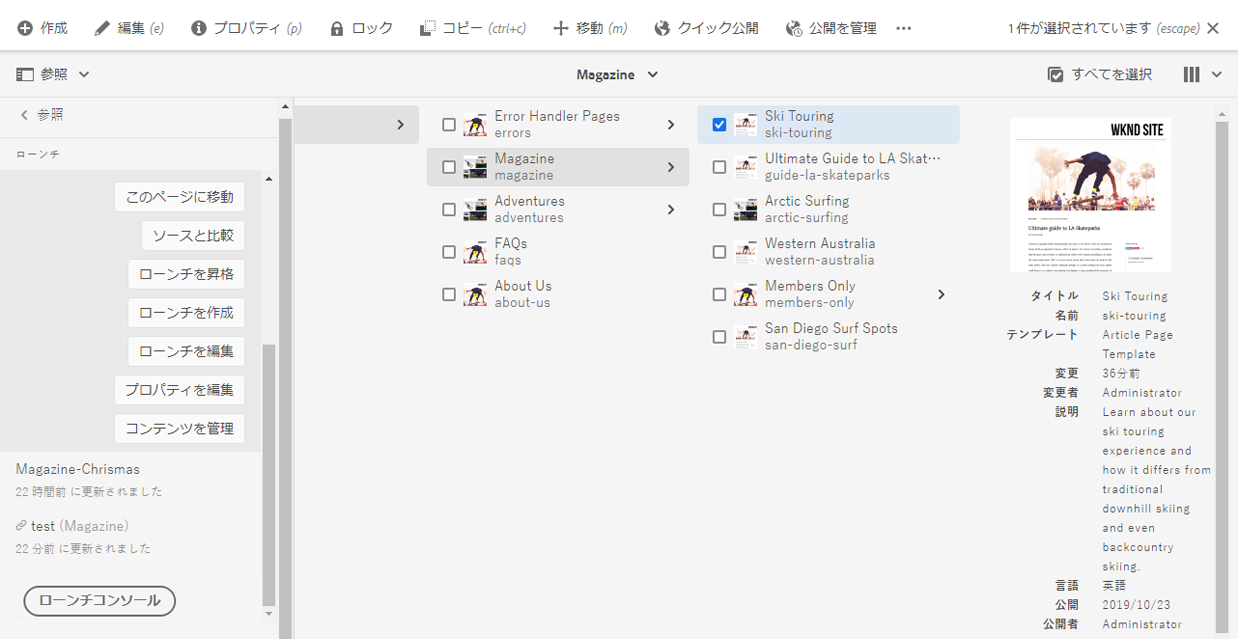 作成 編集 (e) プロパティ (p) ロック コピー (ctrl+c) 移動 (m) クイック公開 公開を管理 ••• 1 件が選択されています (escape)
参照 Magazine すべてを選択
参照
ローンチ
このページに移動
ソースと比較
ローンチを昇格
ローンチを作成
ローンチを編集
プロパティを編集
コンテンツを管理
Magazine-Chrismas
22 時間前 に更新されました
test (Magazine)
22 分前 に更新されました
ローンチコンソール
Error Handler Pages
errors
Magazine
magazine
Adventures
adventures
FAQs
faqs
About Us
about-us
Ski Touring
ski-touring
Ultimate Guide to LA Skat···
guide-la-skateparks
Arctic Surfing
arctic-surfing
Western Australia
western-australia
Members Only
members-only
San Diego Surf Spots
san-diego-surf
WKND SITE
Ultimate guide to LA Skateparks
タイトル Ski Touring
名前 ski-touring
テンプレート Article Page
Template
変更 36分前
変更者 Administrator
説明 Learn about our
ski touring
experience and
how it differs from
traditional
downhill skiing
and even
backcountry
skiing.
言語 英語
公開 2019/10/23
公開者 Administrator